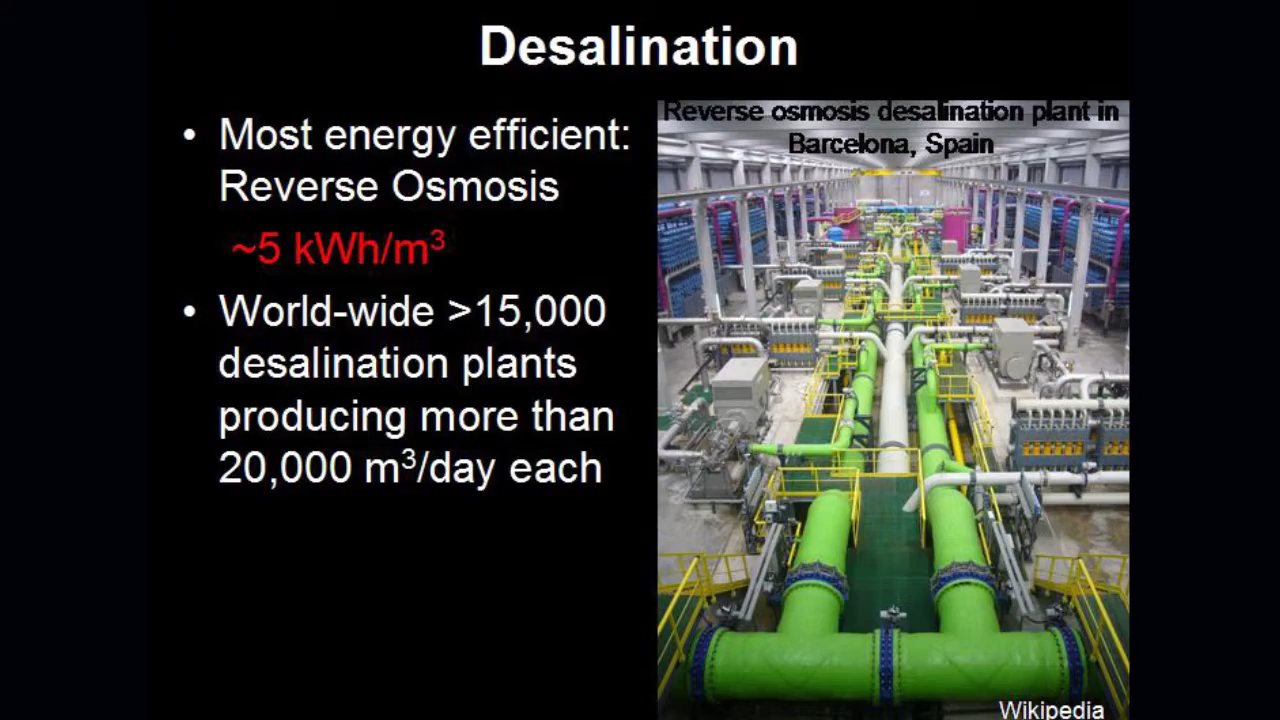 Desalination
• Most energy efficient:
Reverse Osmosis
~5 kWh/m³
• World-wide >15,000
desalination plants
producing more than
20,000 m³/day each
Reverse osmosis desalination plant in
Barcelona, Spain
Wikipedia